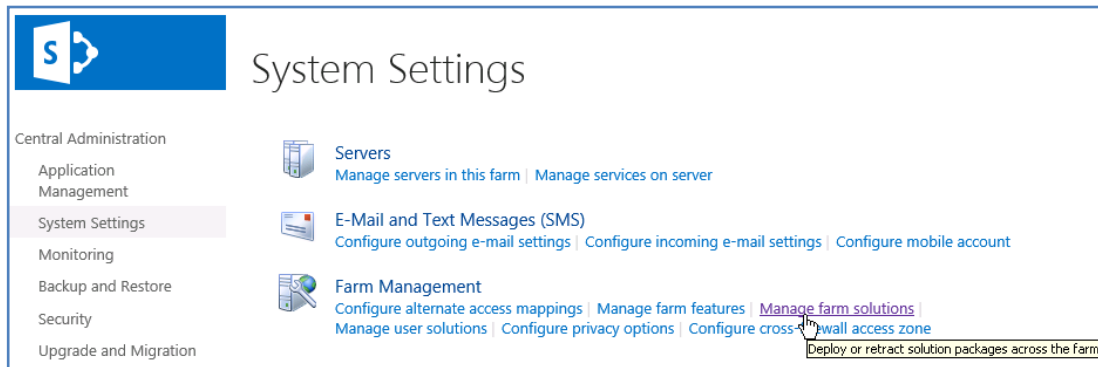 S
System Settings
Central Administration
Application
Management
System Settings
Monitoring
Backup and Restore
Security
Upgrade and Migration
Servers
Manage servers in this farm | Manage services on server
E-Mail and Text Messages (SMS)
Configure outgoing e-mail settings | Configure incoming e-mail settings | Configure mobile account
Farm Management
Configure alternate access mappings | Manage farm features | Manage farm solutions |
Manage user solutions | Configure privacy options | Configure cross-firewall access zone
Deploy or retract solution packages across the farm